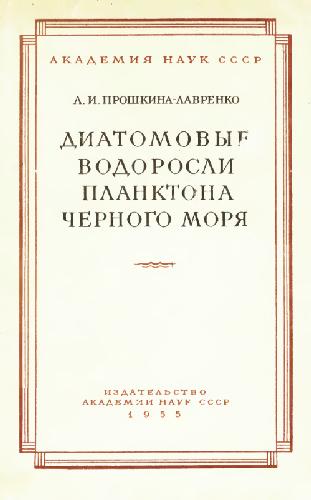 АКАДЕМИЯ НАУК СССР
А. И. ПРОШКИНА-ЛАВРЕНКО
ДИАТОМОВЫЕ
ВОДОРОСЛИ
ПЛАНКТОНА
ЧЕРНОГО МОРЯ
ИЗДАТЕЛЬСТВО
АКАДЕМИИ НАУК СССР
1955